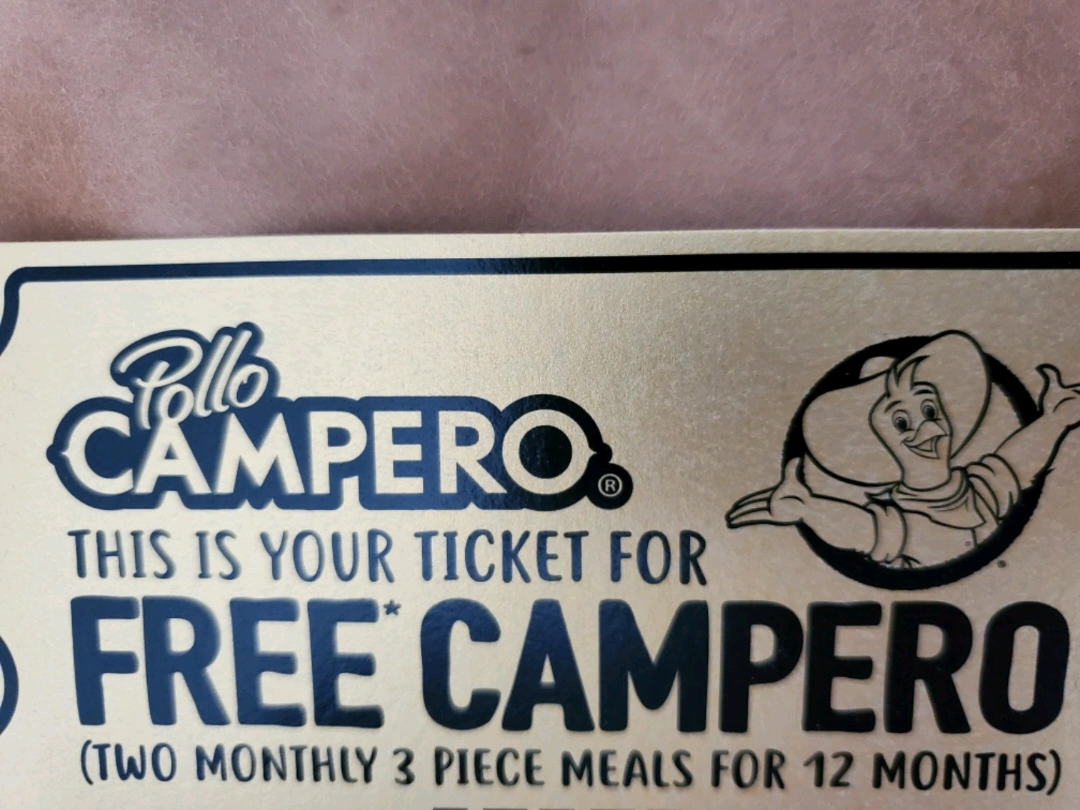 Pollo
CAMPERO®
THIS IS YOUR TICKET FOR
FREE* CAMPERO
(TWO MONTHLY 3 PIECE MEALS FOR 12 MONTHS)